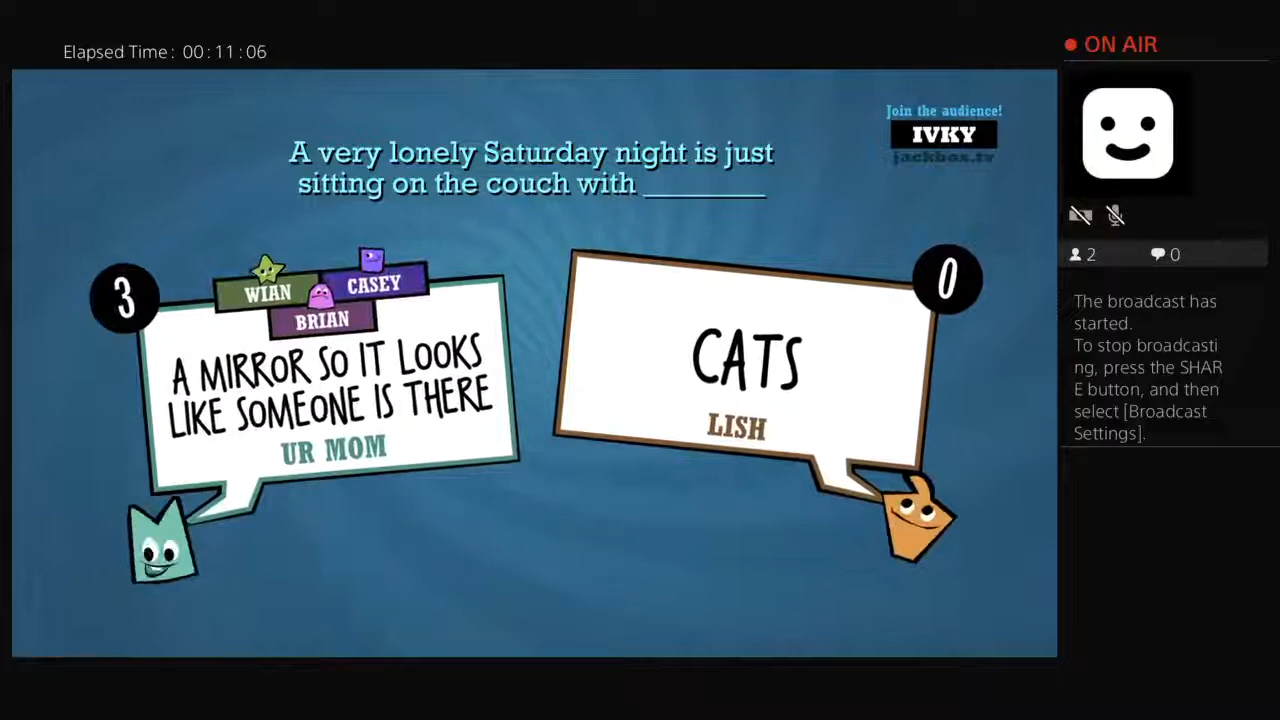 Elapsed Time: 00:11:06
ON AIR
Join the audience!
IVKY
jackbox.tv
A very lonely Saturday night is just
sitting on the couch with ________
3
WIAN
CASEY
BRIAN
A MIRROR SO IT LOOKS
LIKE SOMEONE IS THERE
UR MOM
0
CATS
LISH
2
0
The broadcast has
started.
To stop broadcasti
ng, press the SHAR
E button, and then
select [Broadcast
Settings].